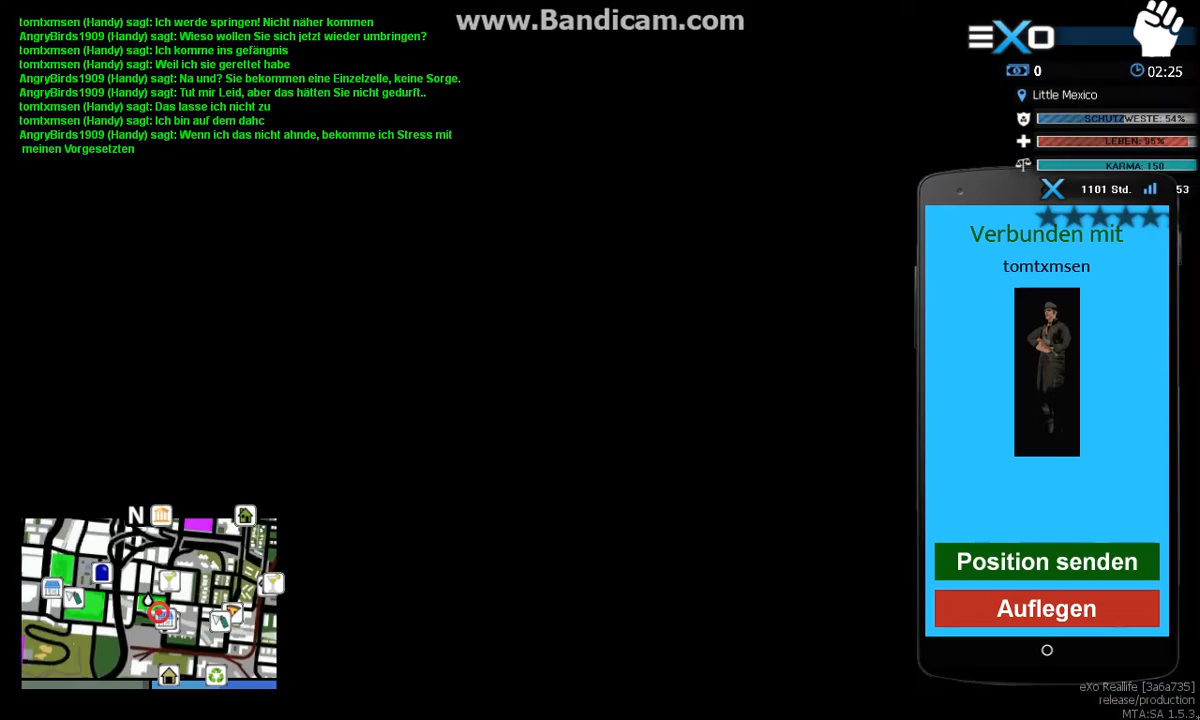 www.Bandicam.com
tomtxmsen (Handy) sagt: Ich werde springen! Nicht näher kommen
AngryBirds1909 (Handy) sagt: Wieso wollen Sie sich jetzt wieder umbringen?
tomtxmsen (Handy) sagt: Ich komme ins gefängnis
tomtxmsen (Handy) sagt: Weil ich sie gerettet habe
AngryBirds1909 (Handy) sagt: Na und? Sie bekommen eine Einzelzelle, keine Sorge.
AngryBirds1909 (Handy) sagt: Tut mir Leid, aber das hätten Sie nicht gedurft..
tomtxmsen (Handy) sagt: Das lasse ich nicht zu
tomtxmsen (Handy) sagt: Ich bin auf dem dahc
AngryBirds1909 (Handy) sagt: Wenn ich das nicht ahnde, bekomme ich Stress mit
meinen Vorgesetzten
eXo
0
02:25
Little Mexico
SCHUTZWESTE: 54%
LEBEN: 95%
KARMA: 150
1101 Std.
53
Verbunden mit
tomtxmsen
Position senden
Auflegen
N
eXo Reallife [3a6a735]
release/production
MTA:SA 1.5.3